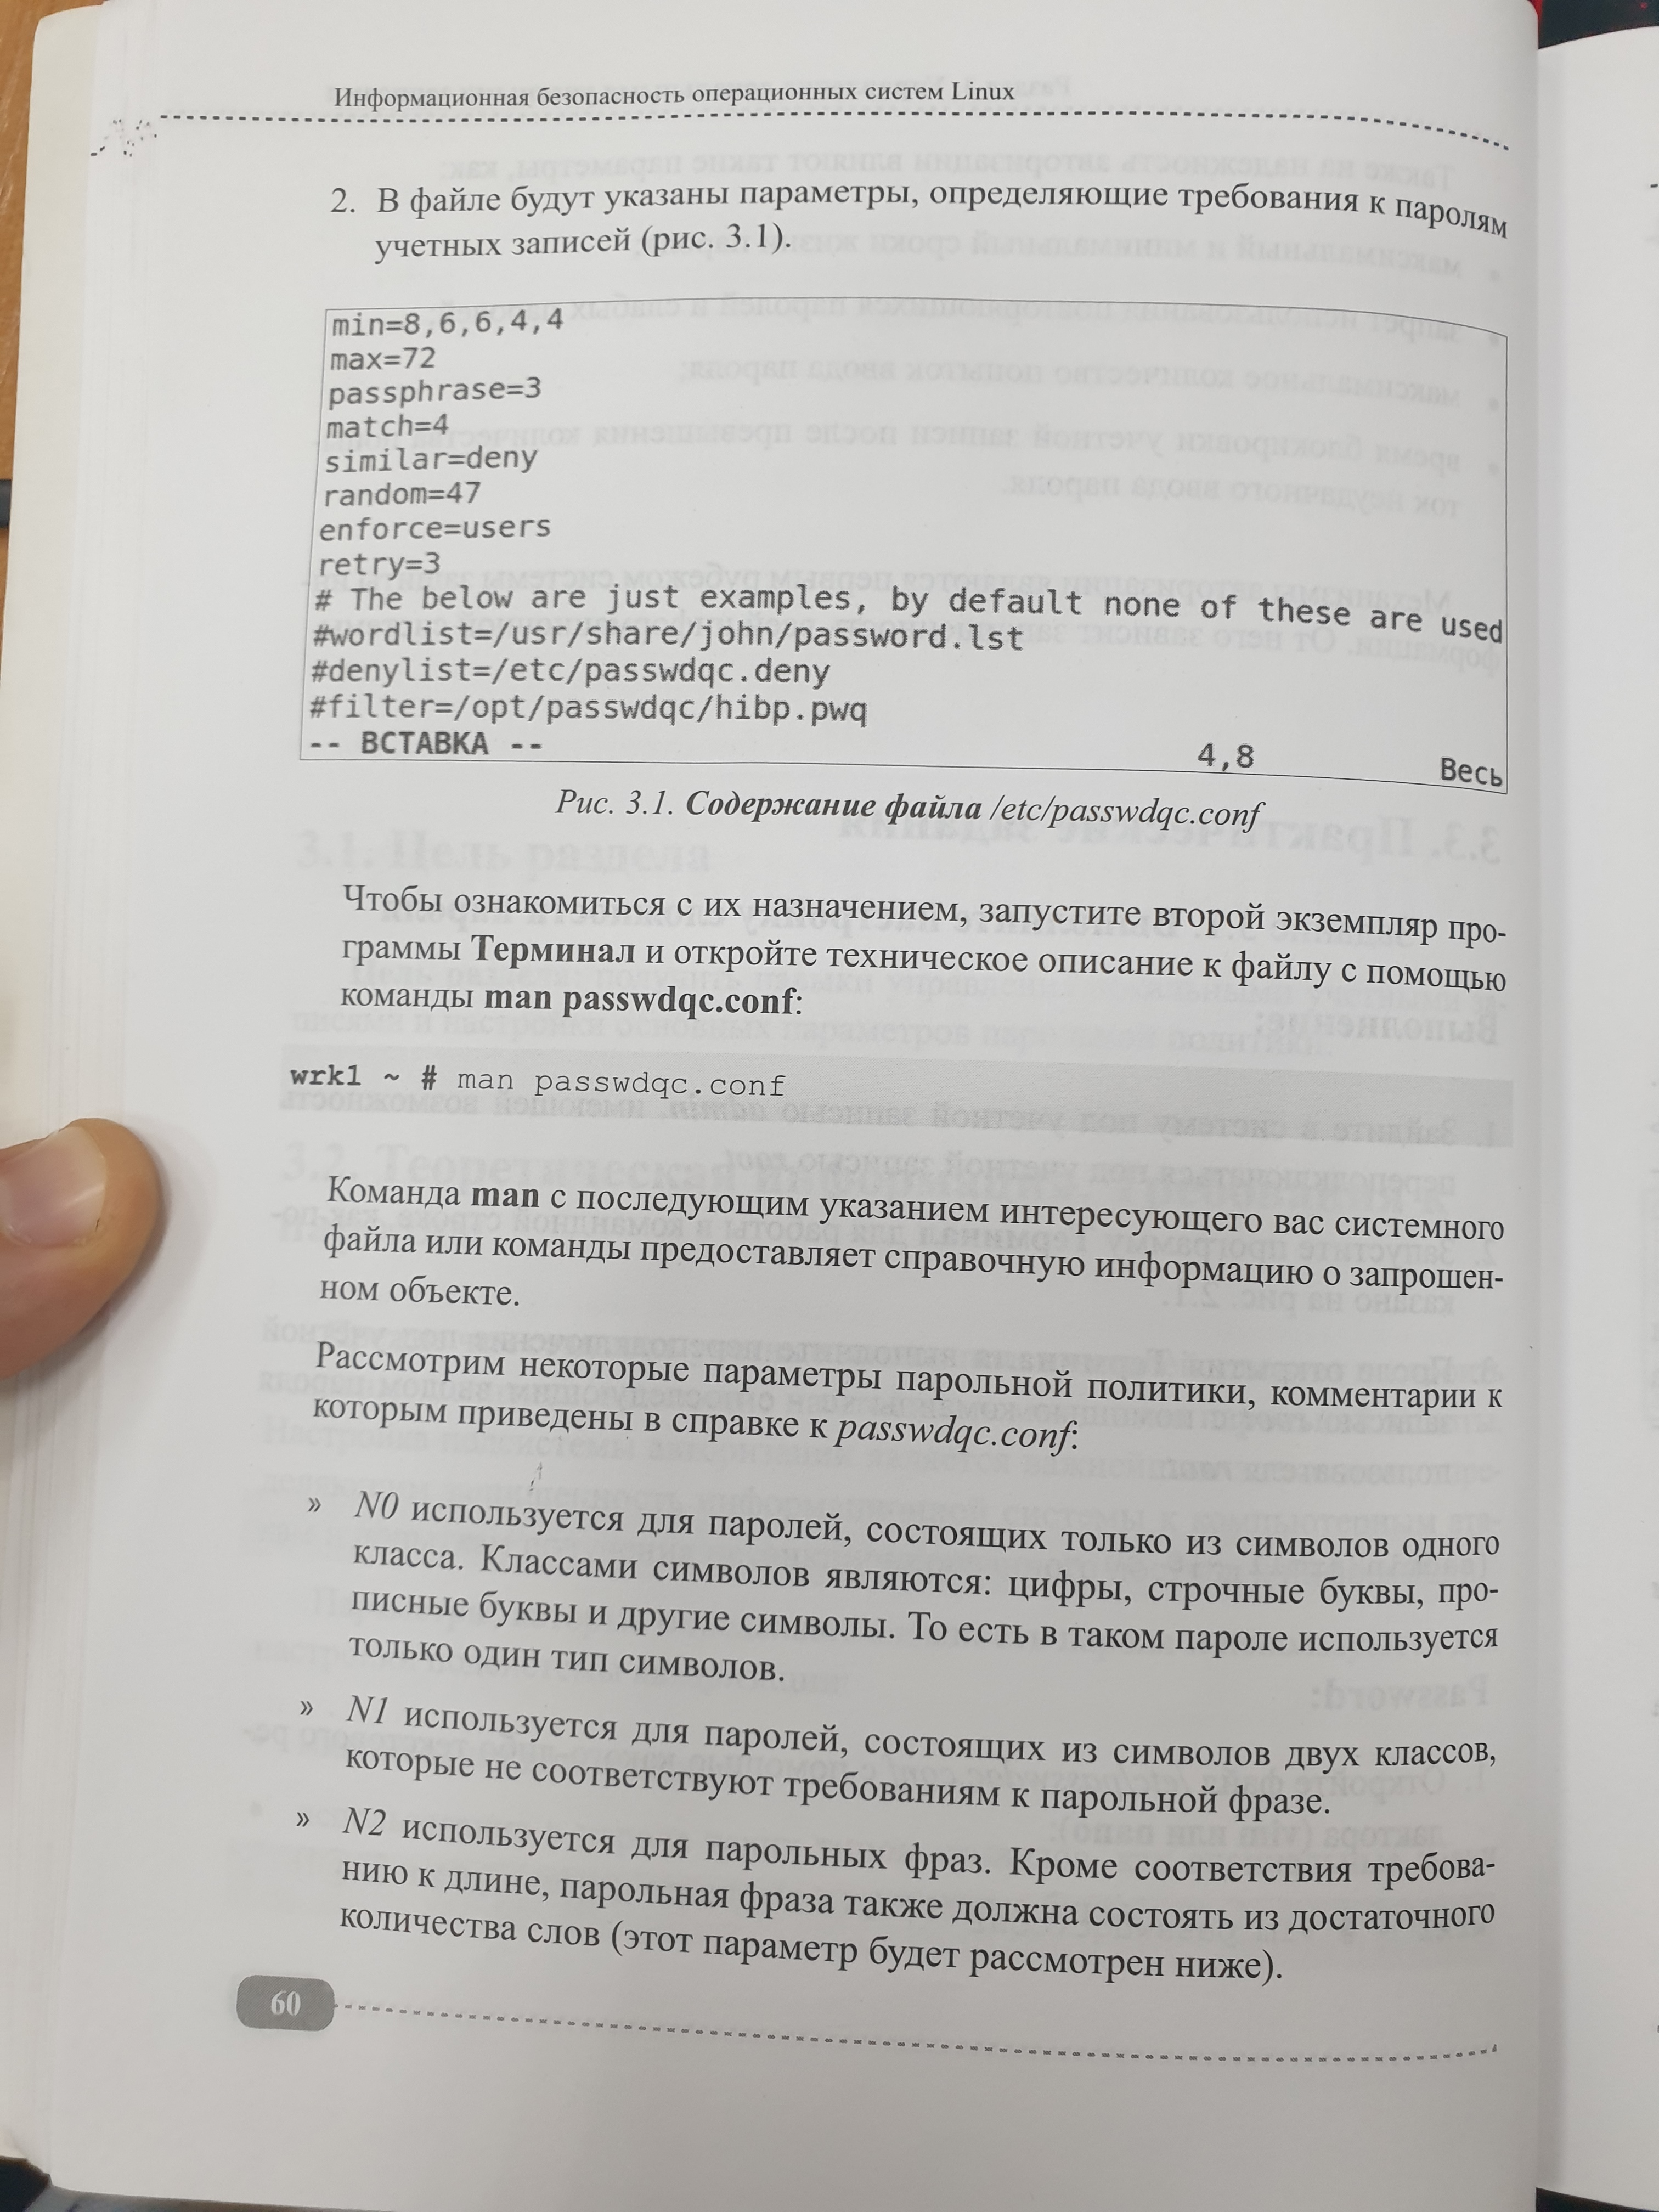 Информационная безопасность операционных систем Linux
2. В файле будут указаны параметры, определяющие требования к паролям
учетных записей (рис. 3.1).
min=8,6,6,4,4
max=72
passphrase=3
match=4
similar=deny
random=47
enforce=users
retry=3
# The below are just examples, by default none of these are used
#wordlist=/usr/share/john/password.lst
#denylist=/etc/passwdqc.deny
#filter=/opt/passwdqc/hibp.pwq
-- ВСТАВКА -- 4,8 Весь
Рис. 3.1. Содержание файла /etc/passwdqc.conf
Чтобы ознакомиться с их назначением, запустите второй экземпляр про-
граммы Терминал и откройте техническое описание к файлу с помощью
команды man passwdqc.conf:
wrk1 ~ # man passwdqc.conf
Команда man с последующим указанием интересующего вас системного
файла или команды предоставляет справочную информацию о запрошен-
ном объекте.
Рассмотрим некоторые параметры парольной политики, комментарии к
которым приведены в справке к passwdqc.conf:
» N0 используется для паролей, состоящих только из символов одного
класса. Классами символов являются: цифры, строчные буквы, про-
писные буквы и другие символы. То есть в таком пароле используется
только один тип символов.
» N1 используется для паролей, состоящих из символов двух классов,
которые не соответствуют требованиям к парольной фразе.
» N2 используется для парольных фраз. Кроме соответствия требова-
нию к длине, парольная фраза также должна состоять из достаточного
количества слов (этот параметр будет рассмотрен ниже).
60